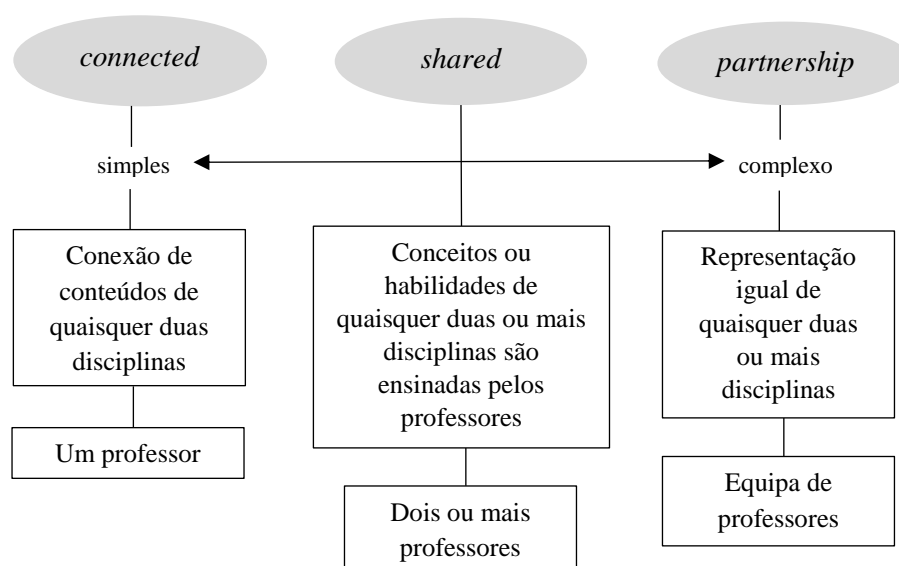 connected
shared
partnership
simples
complexo
Conexão de
conteúdos de
quaisquer duas
disciplinas
Conceitos ou
habilidades de
quaisquer duas ou mais
disciplinas são
ensinadas pelos
professores
Representação
igual de
quaisquer duas
ou mais
disciplinas
Um professor
Dois ou mais
professores
Equipa de
professores